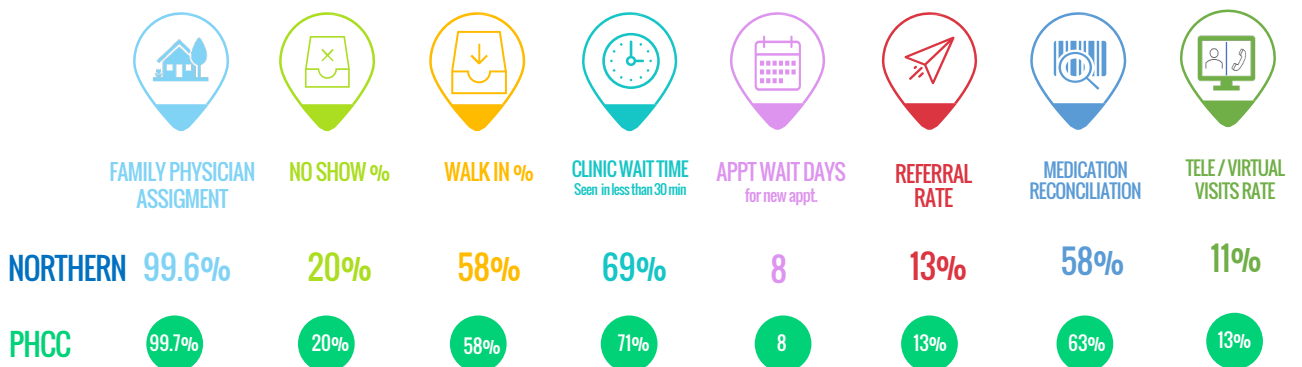 FAMILY PHYSICIAN
ASSIGMENT
NO SHOW %
WALK IN %
CLINIC WAIT TIME
Seen in less than 30 min
APPT WAIT DAYS
for new appt.
REFERRAL
RATE
MEDICATION
RECONCILIATION
TELE / VIRTUAL
VISITS RATE
NORTHERN 99.6% 20% 58% 69% 8 13% 58% 11%
PHCC 99.7% 20% 58% 71% 8 13% 63% 13%